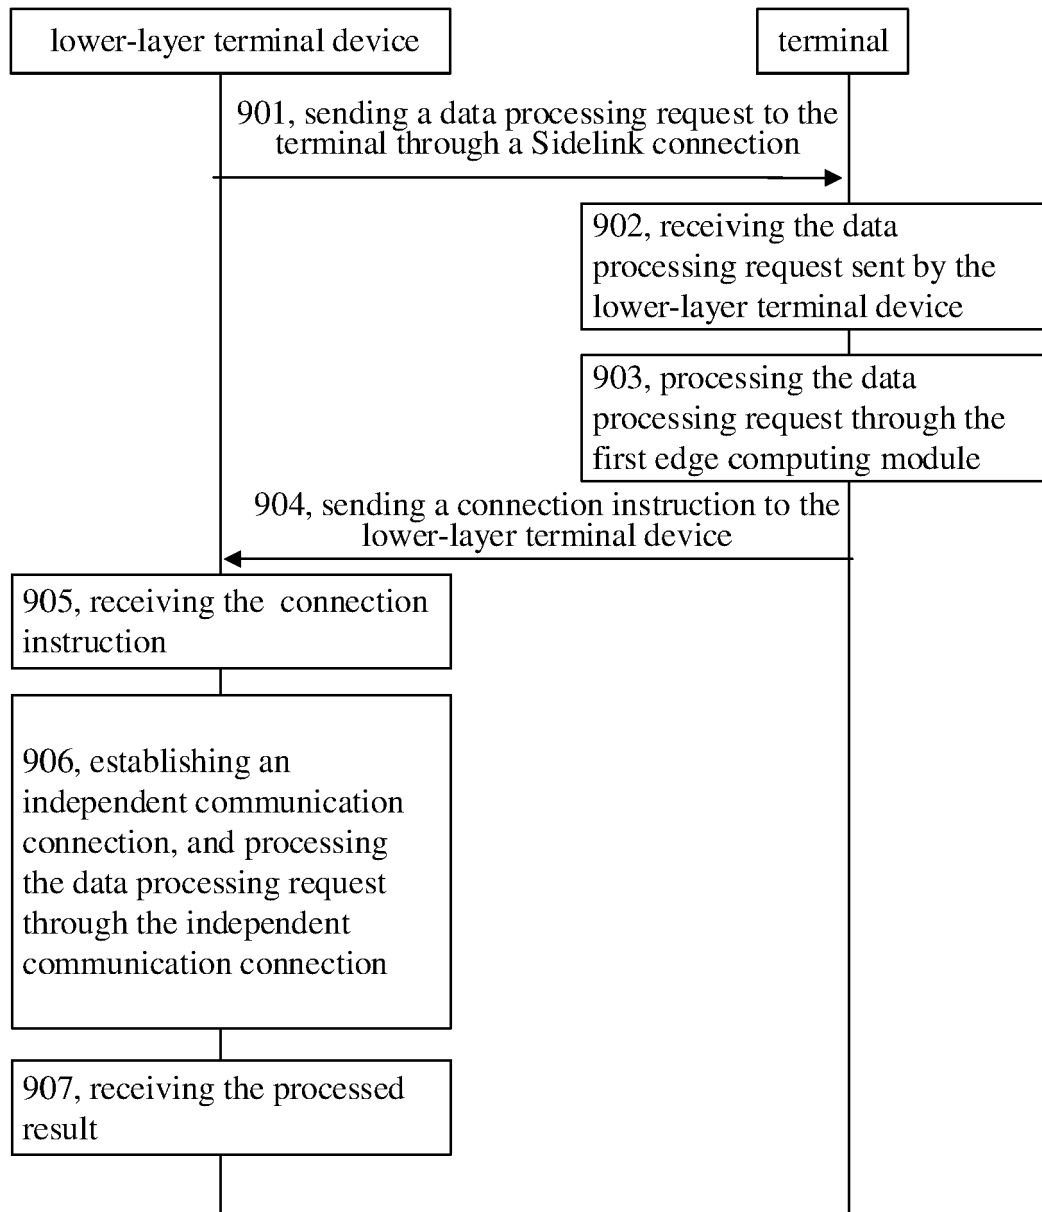 lower-layer terminal device
terminal
901, sending a data processing request to the
terminal through a Sidelink connection
902, receiving the data
processing request sent by the
lower-layer terminal device
903, processing the data
processing request through the
first edge computing module
904, sending a connection instruction to the
lower-layer terminal device
905, receiving the  connection
instruction
906, establishing an
independent communication
connection, and processing
the data processing request
through the independent
communication connection
907, receiving the processed
result